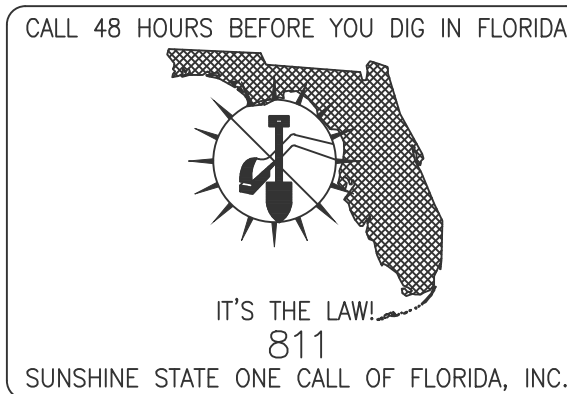 CALL 48 HOURS BEFORE YOU DIG IN FLORIDA
IT'S THE LAW!
811
SUNSHINE STATE ONE CALL OF FLORIDA, INC.